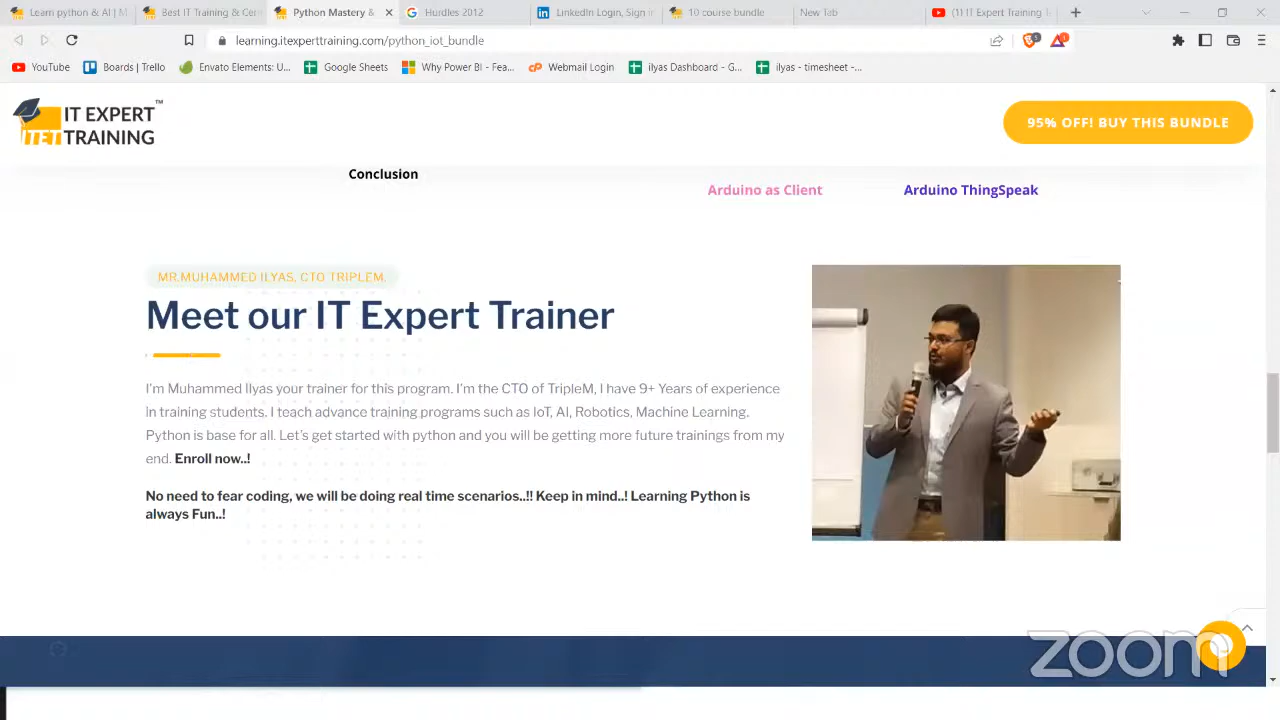 Learn python & AI | M
Best IT Training & Cer
Python Mastery &
Hurdles 2012
LinkedIn Login, Sign i
10 course bundle
New Tab
(1) IT Expert Training T
learning.itexperttraining.com/python_iot_bundle
YouTube
Boards | Trello
Envato Elements: U...
Google Sheets
Why Power BI - Fea...
Webmail Login
ilyas Dashboard - G...
ilyas - timesheet -...
IT EXPERT™
ITET TRAINING
95% OFF! BUY THIS BUNDLE
Conclusion
Arduino as Client
Arduino ThingSpeak
MR.MUHAMMED ILYAS, CTO TRIPLEM.
Meet our IT Expert Trainer
I'm Muhammed Ilyas your trainer for this program. I'm the CTO of TripleM, I have 9+ Years of experience
in training students. I teach advance training programs such as IoT, AI, Robotics, Machine Learning.
Python is base for all. Let's get started with python and you will be getting more future trainings from my
end. Enroll now..!
No need to fear coding, we will be doing real time scenarios..!! Keep in mind..! Learning Python is
always Fun..!
zoom